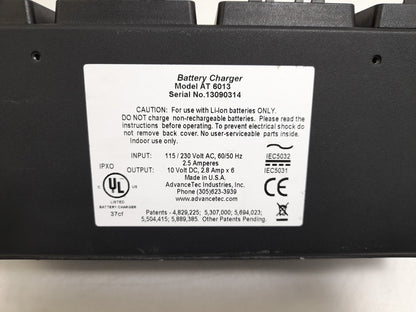 Battery Charger
Model AT 6013
Serial No.13090314
CAUTION: For use with Li-Ion batteries ONLY.
DO NOT charge non-rechargeable batteries. Read the
instructions before operating. To prevent electrical shock do
not remove back cover. No user-serviceable parts inside.
Indoor use only.
INPUT: 115 / 230 Volt AC, 60/50 Hz
2.5 Amperes
OUTPUT: 10 Volt DC, 2.8 Amp x 6
Made in U.S.A.
AdvanceTec Industries, Inc.
Phone (305)623-3939
www.advancetec.com
IPXO
UL
LISTED
BATTERY CHARGER
37cf
IEC5032
IEC5031
CE
Patents - 4,829,225; 5,307,000; 5,694,023;
5,504,415; 5,889,385. Other Patents Pending.